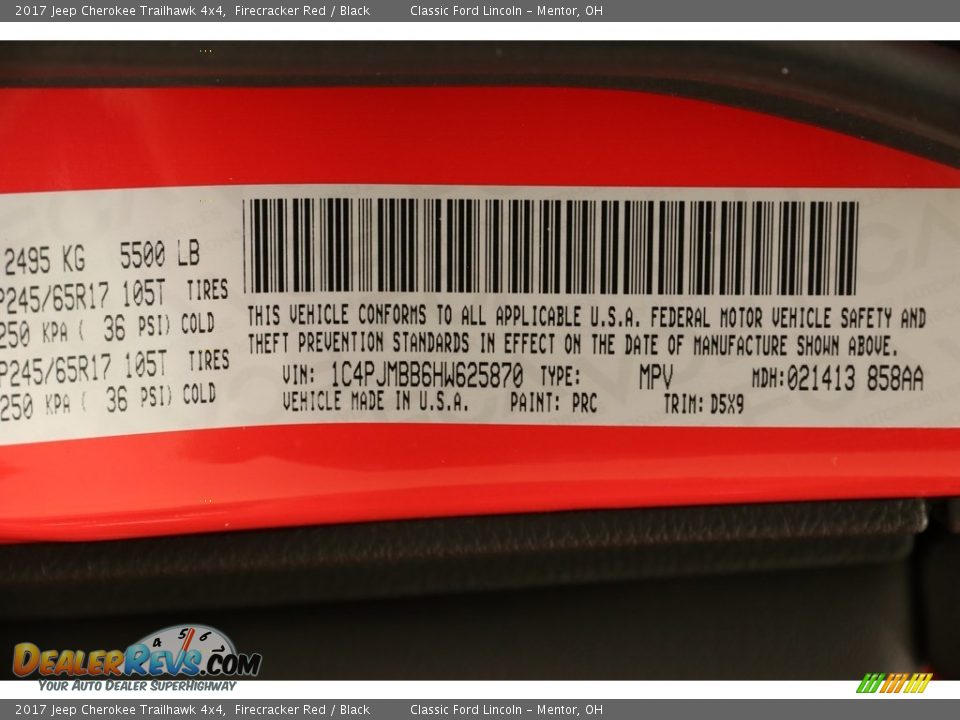 2017 Jeep Cherokee Trailhawk 4x4,  Firecracker Red / Black          Classic Ford Lincoln – Mentor, OH
2495 KG   5500 LB
P245/65R17 105T   TIRES
250 KPA ( 36 PSI) COLD
P245/65R17 105T   TIRES
250 KPA ( 36 PSI) COLD
THIS VEHICLE CONFORMS TO ALL APPLICABLE U.S.A. FEDERAL MOTOR VEHICLE SAFETY AND
THEFT PREVENTION STANDARDS IN EFFECT ON THE DATE OF MANUFACTURE SHOWN ABOVE.
VIN: 1C4PJMBB6HW625870 TYPE: MPV MDH:021413 858AA
VEHICLE MADE IN U.S.A. PAINT: PRC TRIM: D5X9
4 5 6
DEALERREVS.COM
YOUR AUTO DEALER SUPERHIGHWAY
2017 Jeep Cherokee Trailhawk 4x4,  Firecracker Red / Black          Classic Ford Lincoln – Mentor, OH